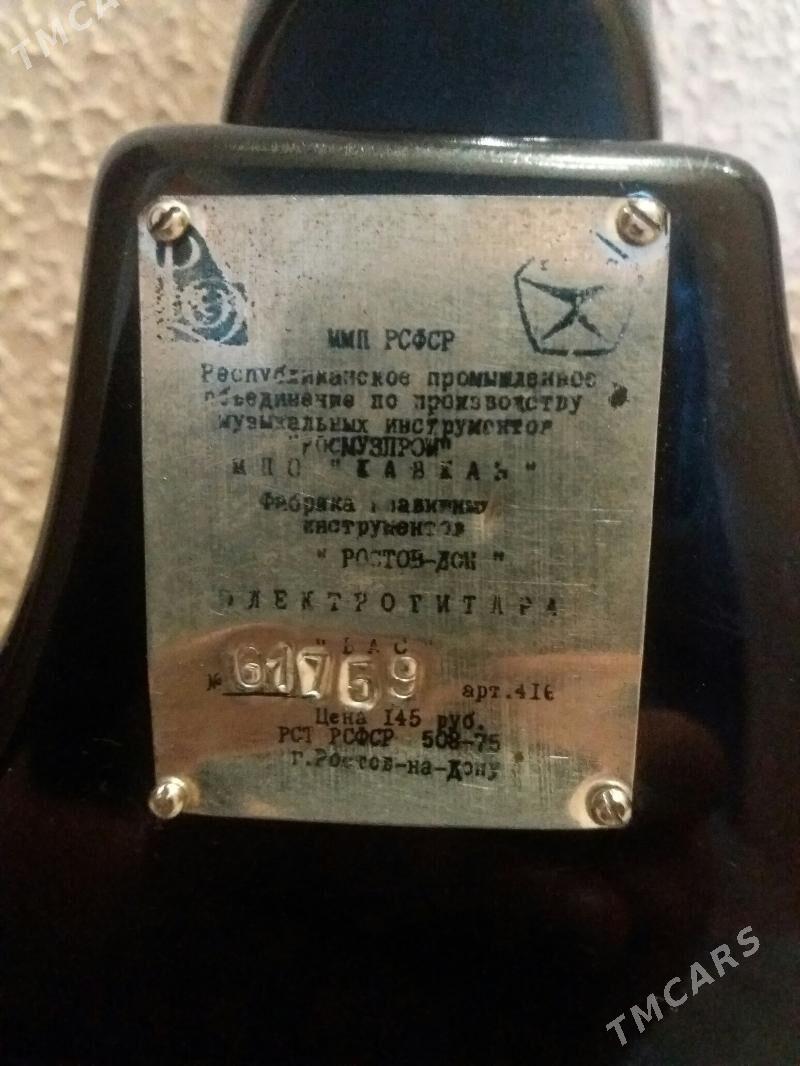 TMCARS
ММП РСФСР
Республиканское промышленное
объединение по производству
музыкальных инструментов
"РОСМУЗПРОМ"
МПО "КАВКАЗ"
Фабрика клавишных
инструментов
"РОСТОВ-ДОН"
ЭЛЕКТРОГИТАРА
"БАС"
№ 61759 арт.416
Цена 145 руб.
РСТ РСФСР 508-75
г.Ростов-на-Дону
TMCARS